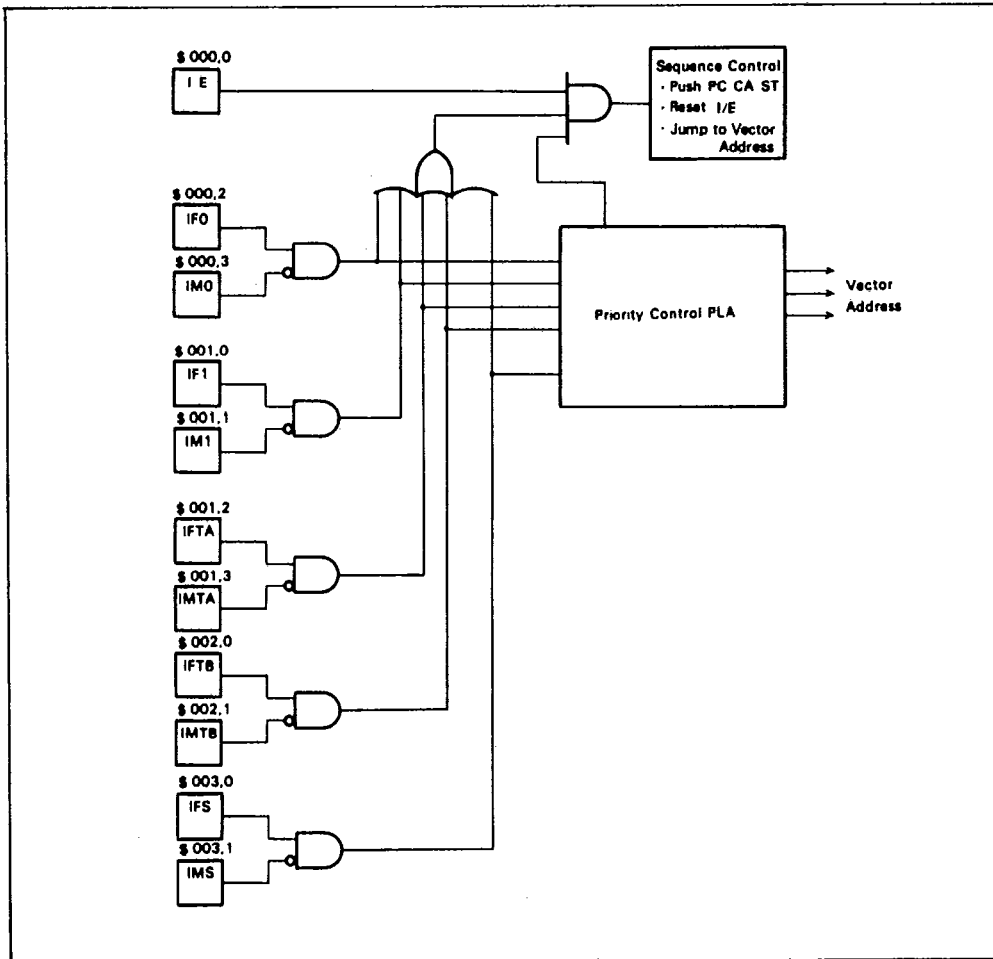 $ 000,0
I E
Sequence Control
· Push PC CA ST
· Reset I/E
· Jump to Vector
Address
$ 000,2
IF0
$ 000,3
IM0
Priority Control PLA
Vector
Address
$ 001,0
IF1
$ 001,1
IM1
$ 001,2
IFTA
$ 001,3
IMTA
$ 002,0
IFTB
$ 002,1
IMTB
$ 003,0
IFS
$ 003,1
IMS